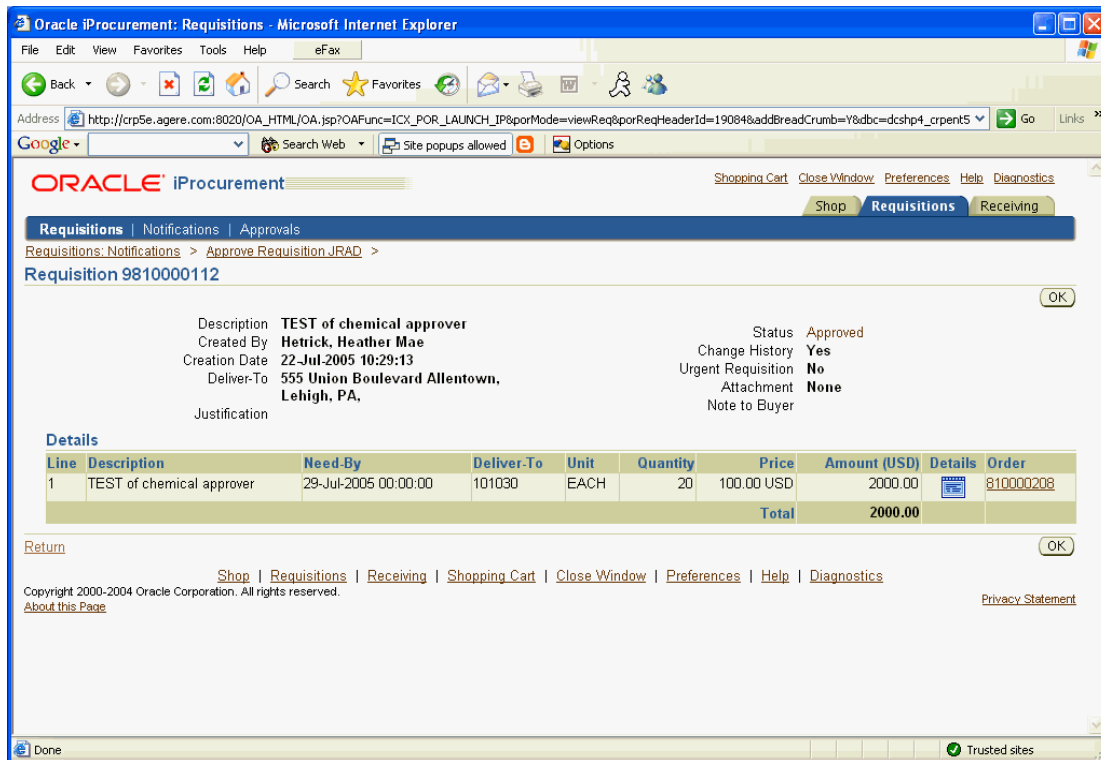 Oracle iProcurement: Requisitions - Microsoft Internet Explorer
File Edit View Favorites Tools Help eFax
Back Search Favorites
Address http://crp5e.agere.com:8020/OA_HTML/OA.jsp?OAFunc=ICX_POR_LAUNCH_IP&porMode=viewReq&porReqHeaderId=19084&addBreadCrumb=Y&dbc=dcshp4_crpent5 Go Links »
Google Search Web Site popups allowed Options
ORACLE iProcurement
Shopping Cart Close Window Preferences Help Diagnostics
Shop Requisitions Receiving
Requisitions | Notifications | Approvals
Requisitions: Notifications > Approve Requisition JRAD >
Requisition 9810000112
OK
Description TEST of chemical approver
Created By Hetrick, Heather Mae
Creation Date 22-Jul-2005 10:29:13
Deliver-To 555 Union Boulevard Allentown,
Lehigh, PA,
Justification
Status Approved
Change History Yes
Urgent Requisition No
Attachment None
Note to Buyer
Details
Line Description Need-By Deliver-To Unit Quantity Price Amount (USD) Details Order
1 TEST of chemical approver 29-Jul-2005 00:00:00 101030 EACH 20 100.00 USD 2000.00 810000208
Total 2000.00
Return OK
Shop | Requisitions | Receiving | Shopping Cart | Close Window | Preferences | Help | Diagnostics
Copyright 2000-2004 Oracle Corporation. All rights reserved.
About this Page Privacy Statement
Done Trusted sites